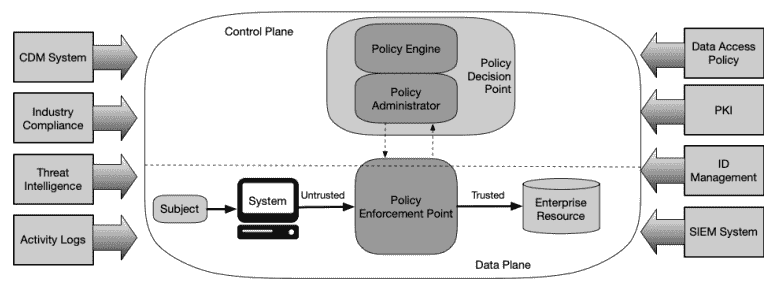 Control Plane
CDM System
Industry
Compliance
Threat
Intelligence
Activity Logs
Policy Engine
Policy
Administrator
Policy
Decision
Point
Subject
System
Untrusted
Policy
Enforcement Point
Trusted
Enterprise
Resource
Data Plane
Data Access
Policy
PKI
ID
Management
SIEM System